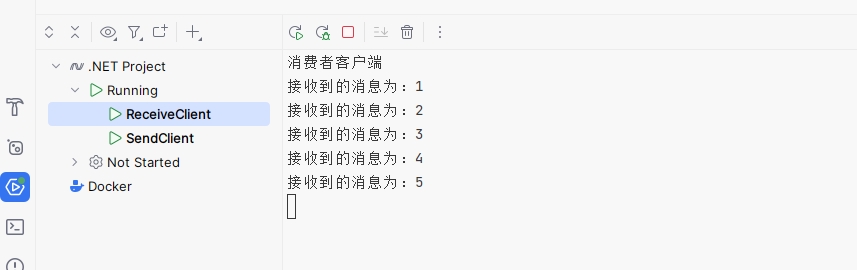 .NET Project
Running
ReceiveClient
SendClient
Not Started
Docker
消费者客户端
接收到的消息为：1
接收到的消息为：2
接收到的消息为：3
接收到的消息为：4
接收到的消息为：5